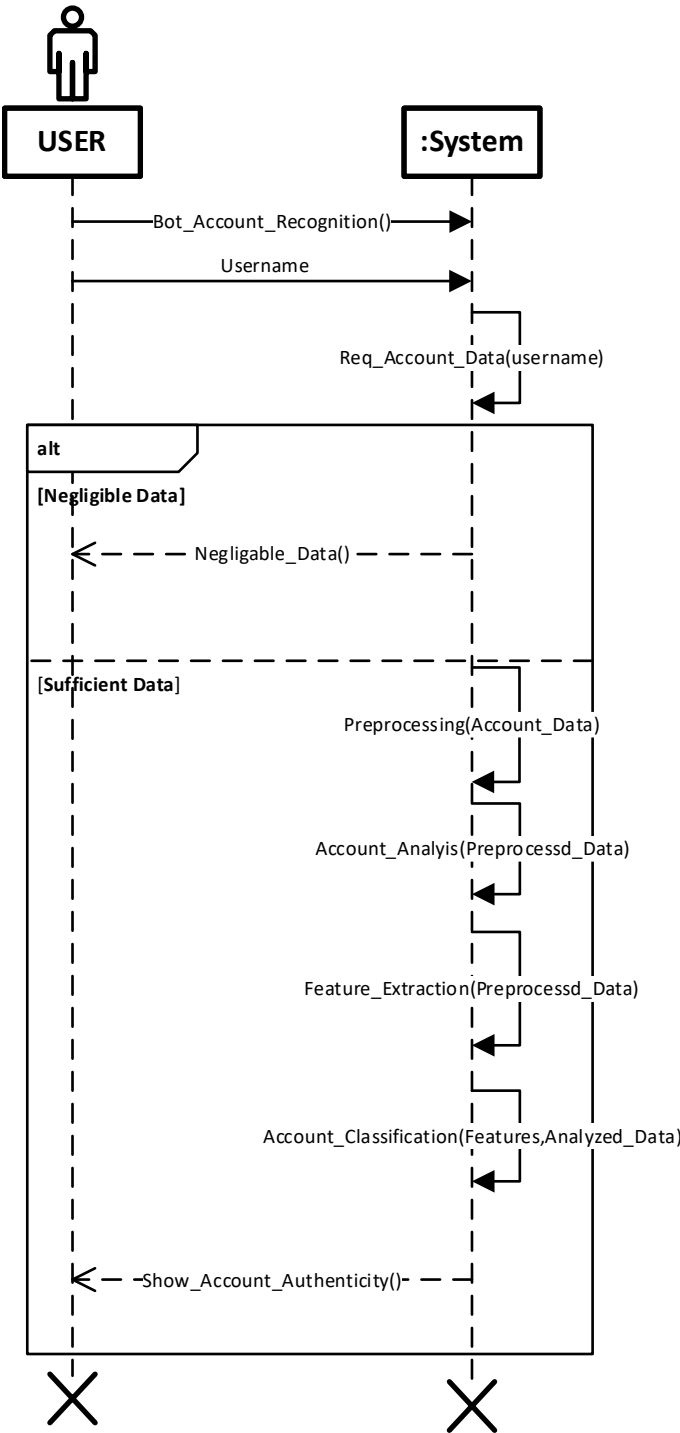 USER
:System
Bot_Account_Recognition()
Username
Req_Account_Data(username)
alt
[Negligible Data]
Negligable_Data()
[Sufficient Data]
Preprocessing(Account_Data)
Account_Analyis(Preprocessd_Data)
Feature_Extraction(Preprocessd_Data)
Account_Classification(Features,Analyzed_Data)
Show_Account_Authenticity()